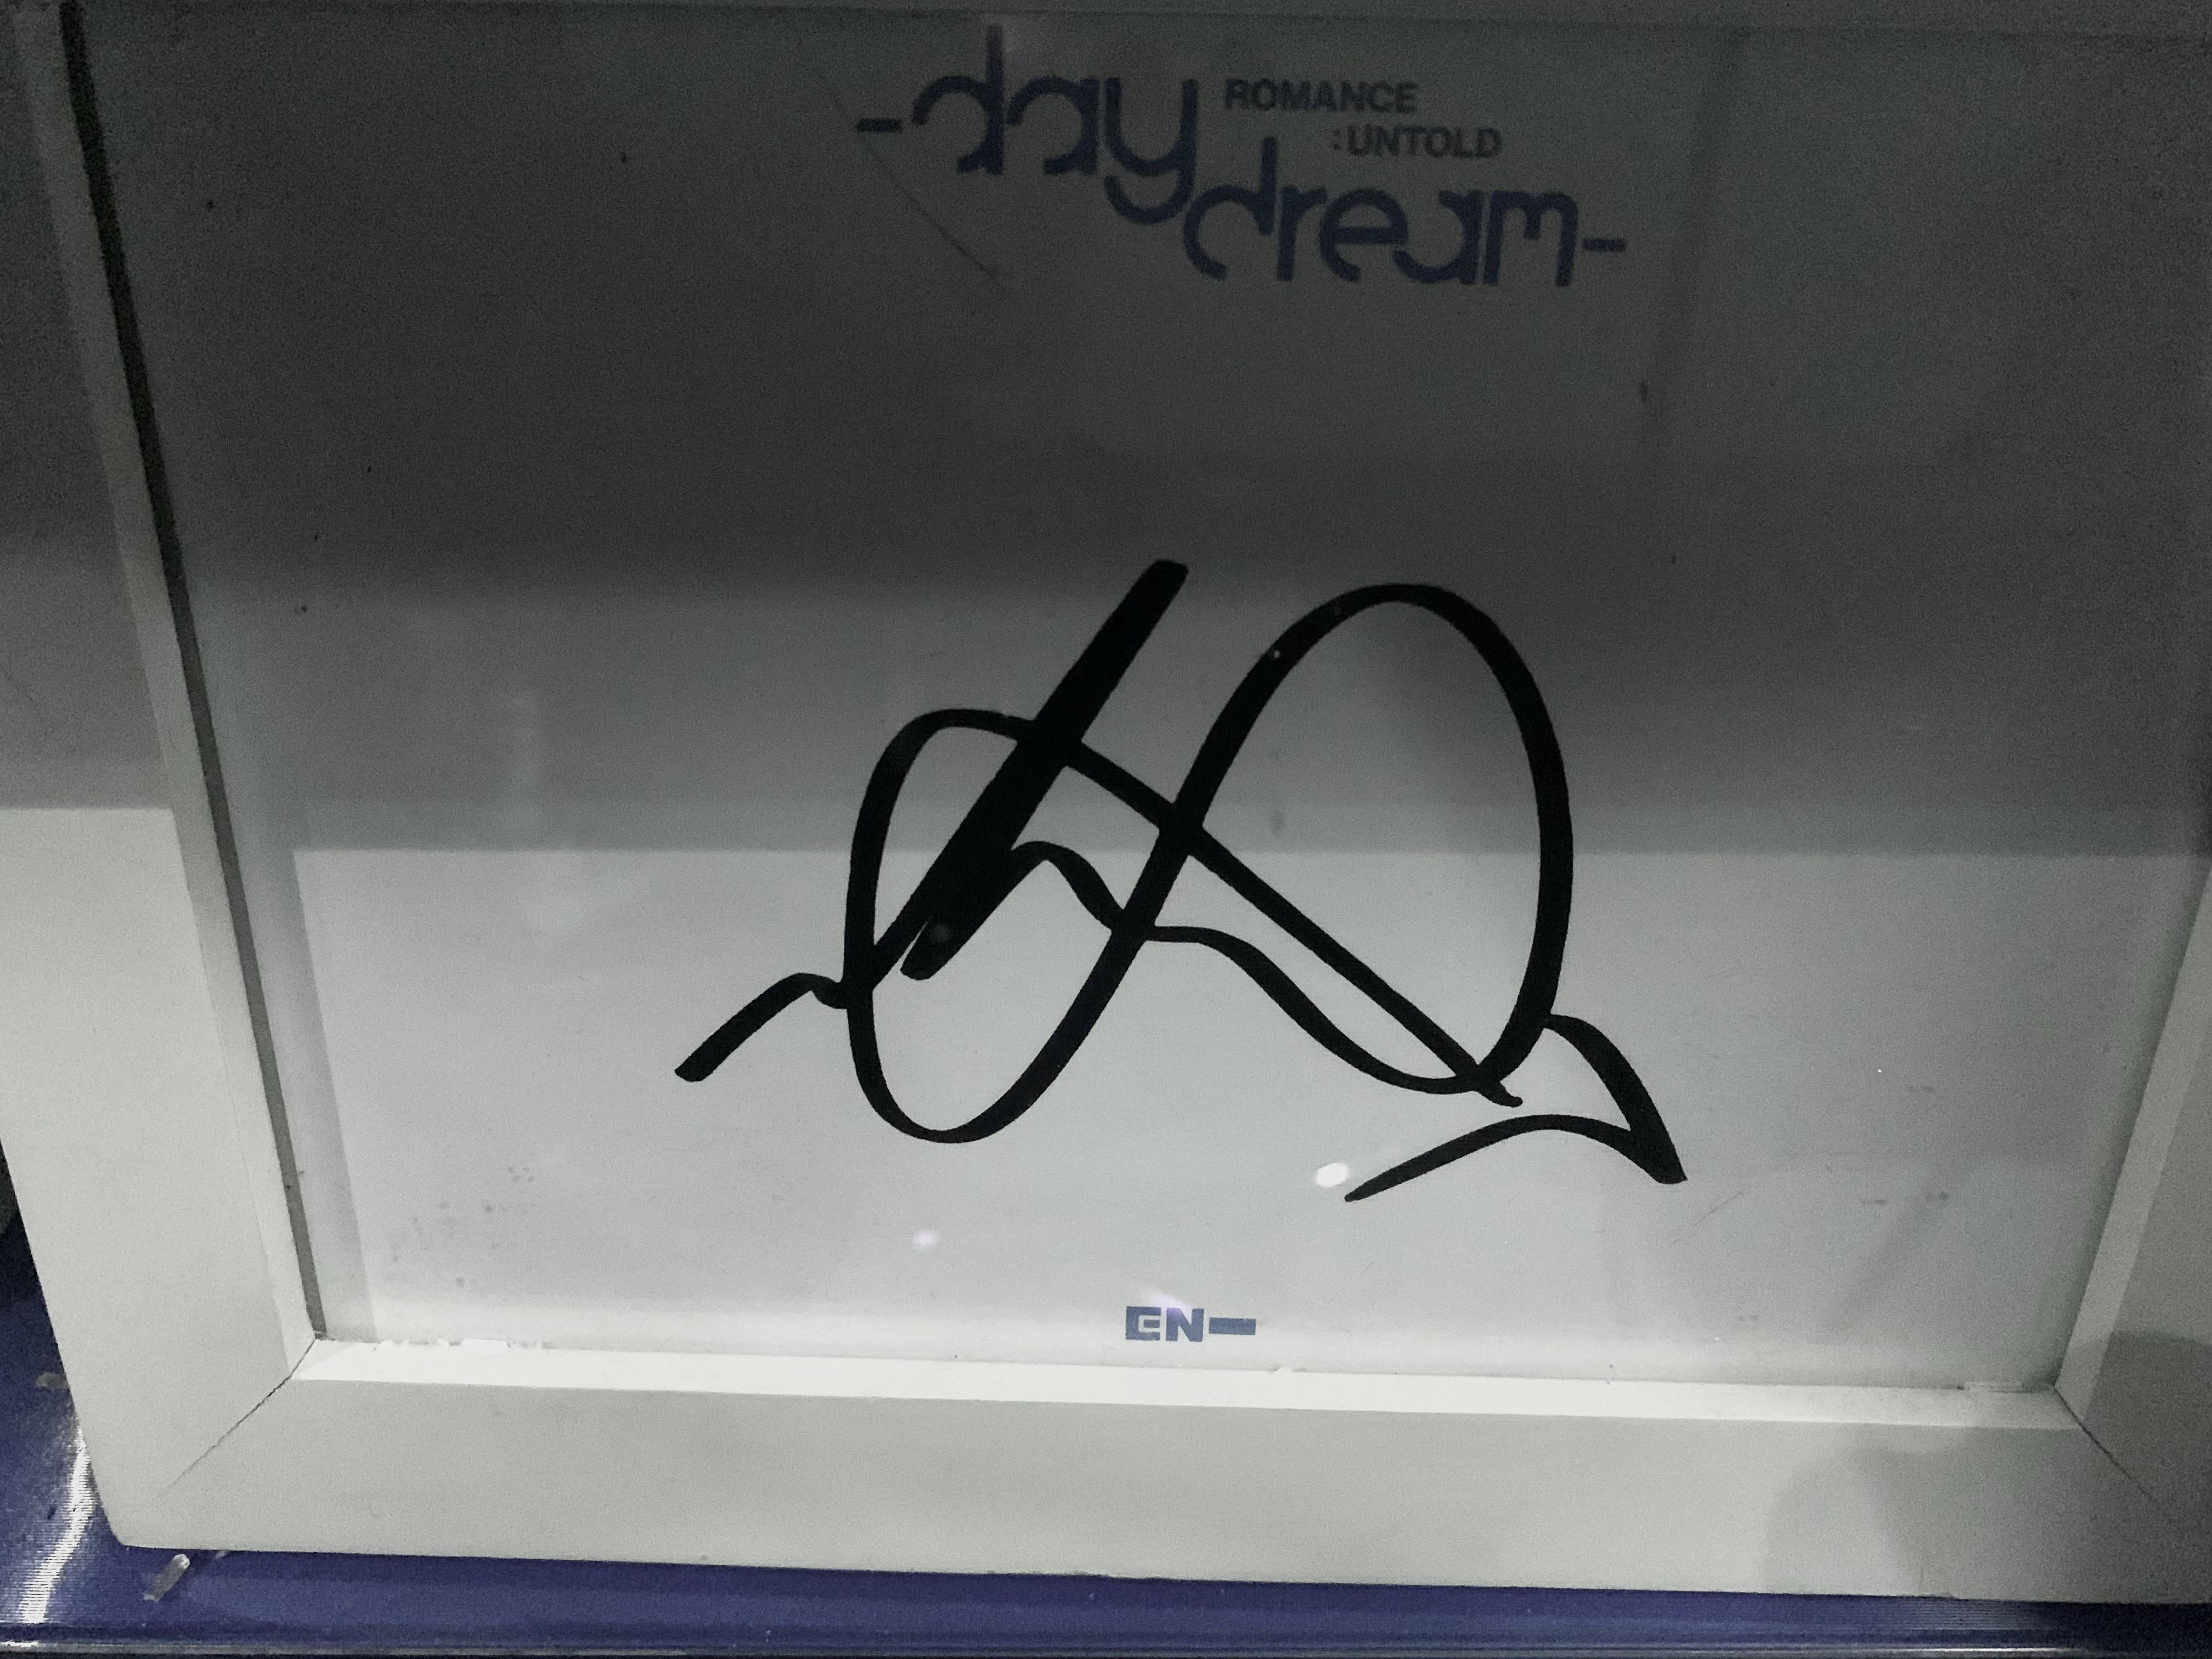 -day
ROMANCE
:UNTOLD
dream-
EN-